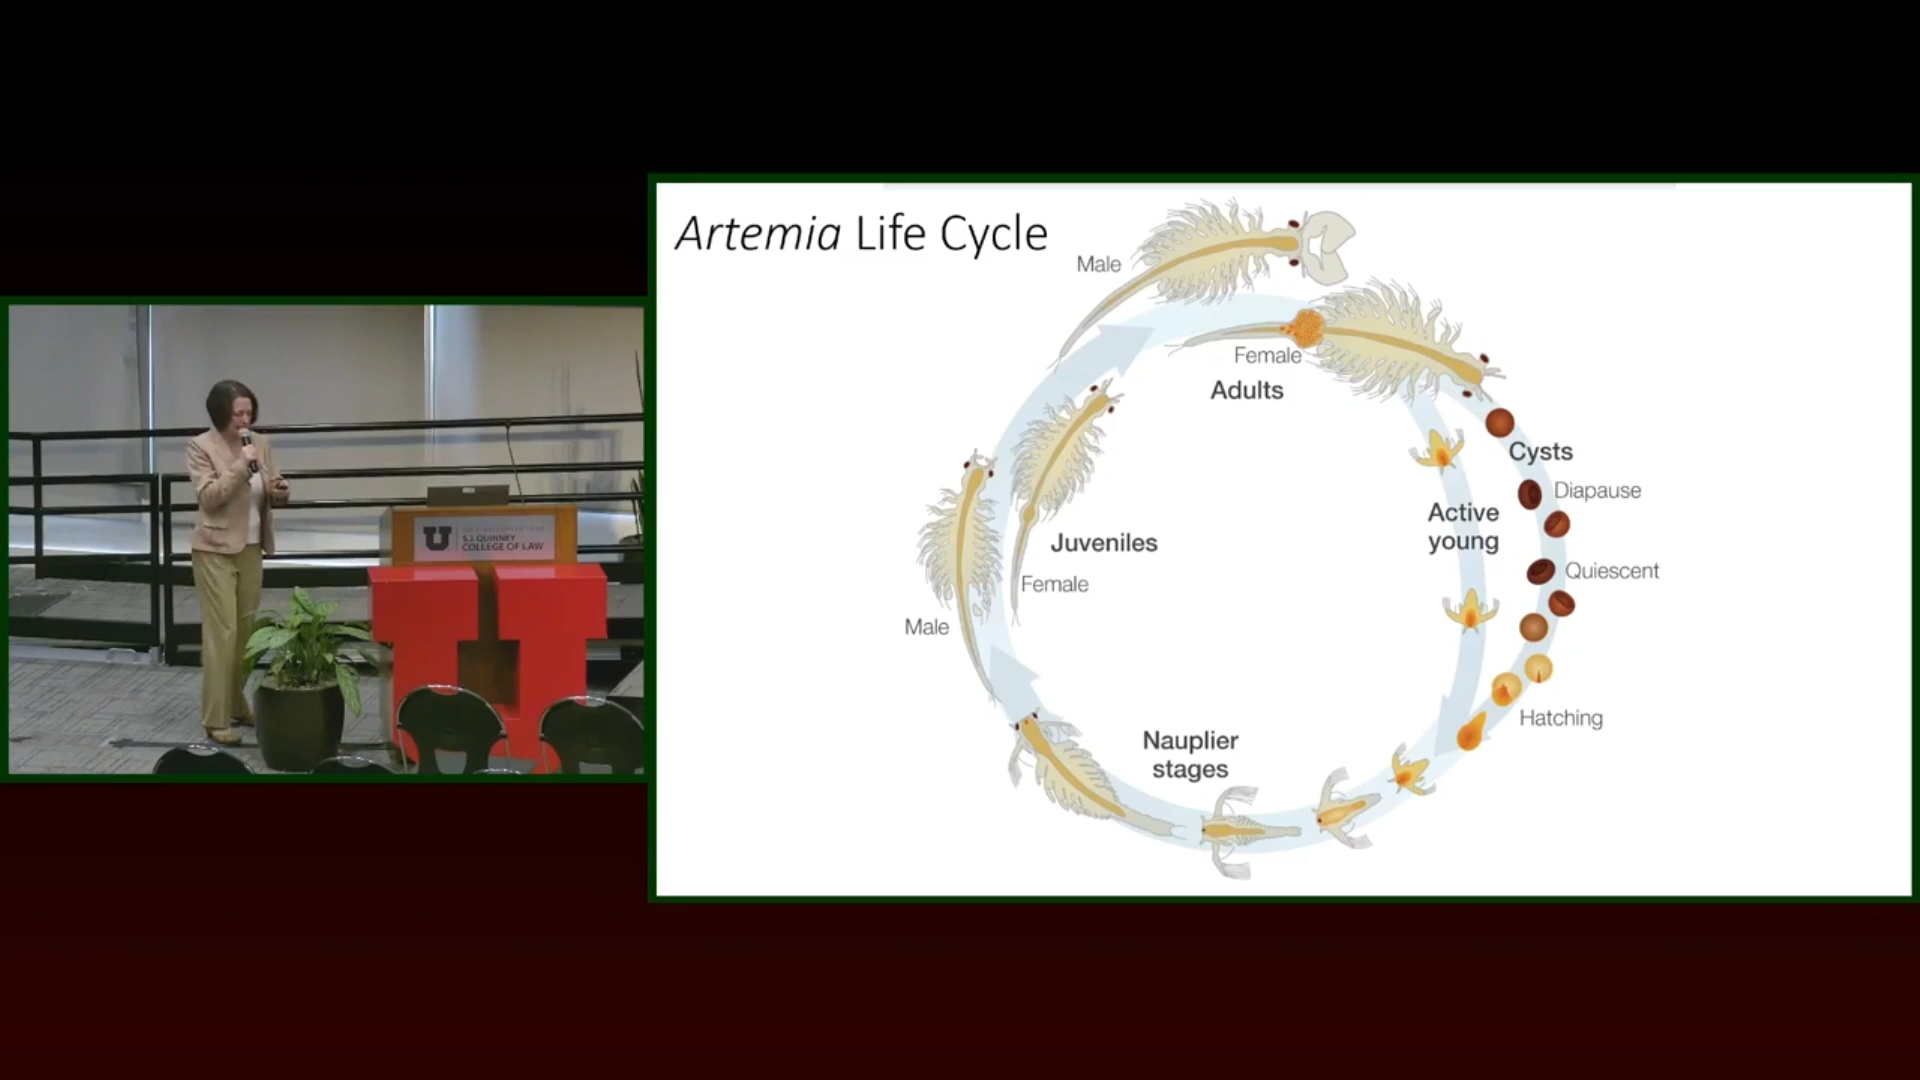 Artemia Life Cycle
Male
Female
Adults
Cysts
Diapause
Active
young
Quiescent
Juveniles
Female
Male
Hatching
Nauplier
stages
U
S.J. QUINNEY
COLLEGE OF LAW